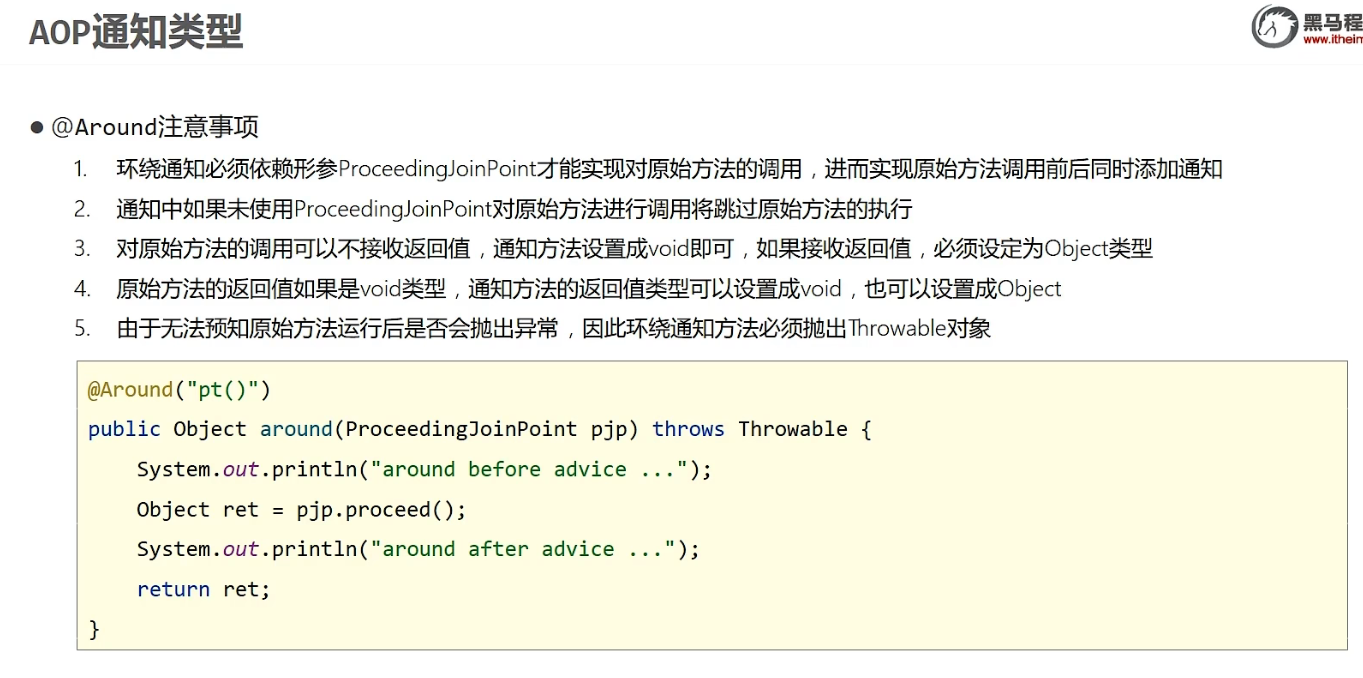 AOP通知类型
黑马程
www.itheim
● @Around注意事项
1. 环绕通知必须依赖形参ProceedingJoinPoint才能实现对原始方法的调用，进而实现原始方法调用前后同时添加通知
2. 通知中如果未使用ProceedingJoinPoint对原始方法进行调用将跳过原始方法的执行
3. 对原始方法的调用可以不接收返回值，通知方法设置成void即可，如果接收返回值，必须设定为Object类型
4. 原始方法的返回值如果是void类型，通知方法的返回值类型可以设置成void，也可以设置成Object
5. 由于无法预知原始方法运行后是否会抛出异常，因此环绕通知方法必须抛出Throwable对象
@Around("pt()")
public Object around(ProceedingJoinPoint pjp) throws Throwable {
    System.out.println("around before advice ...");
    Object ret = pjp.proceed();
    System.out.println("around after advice ...");
    return ret;
}